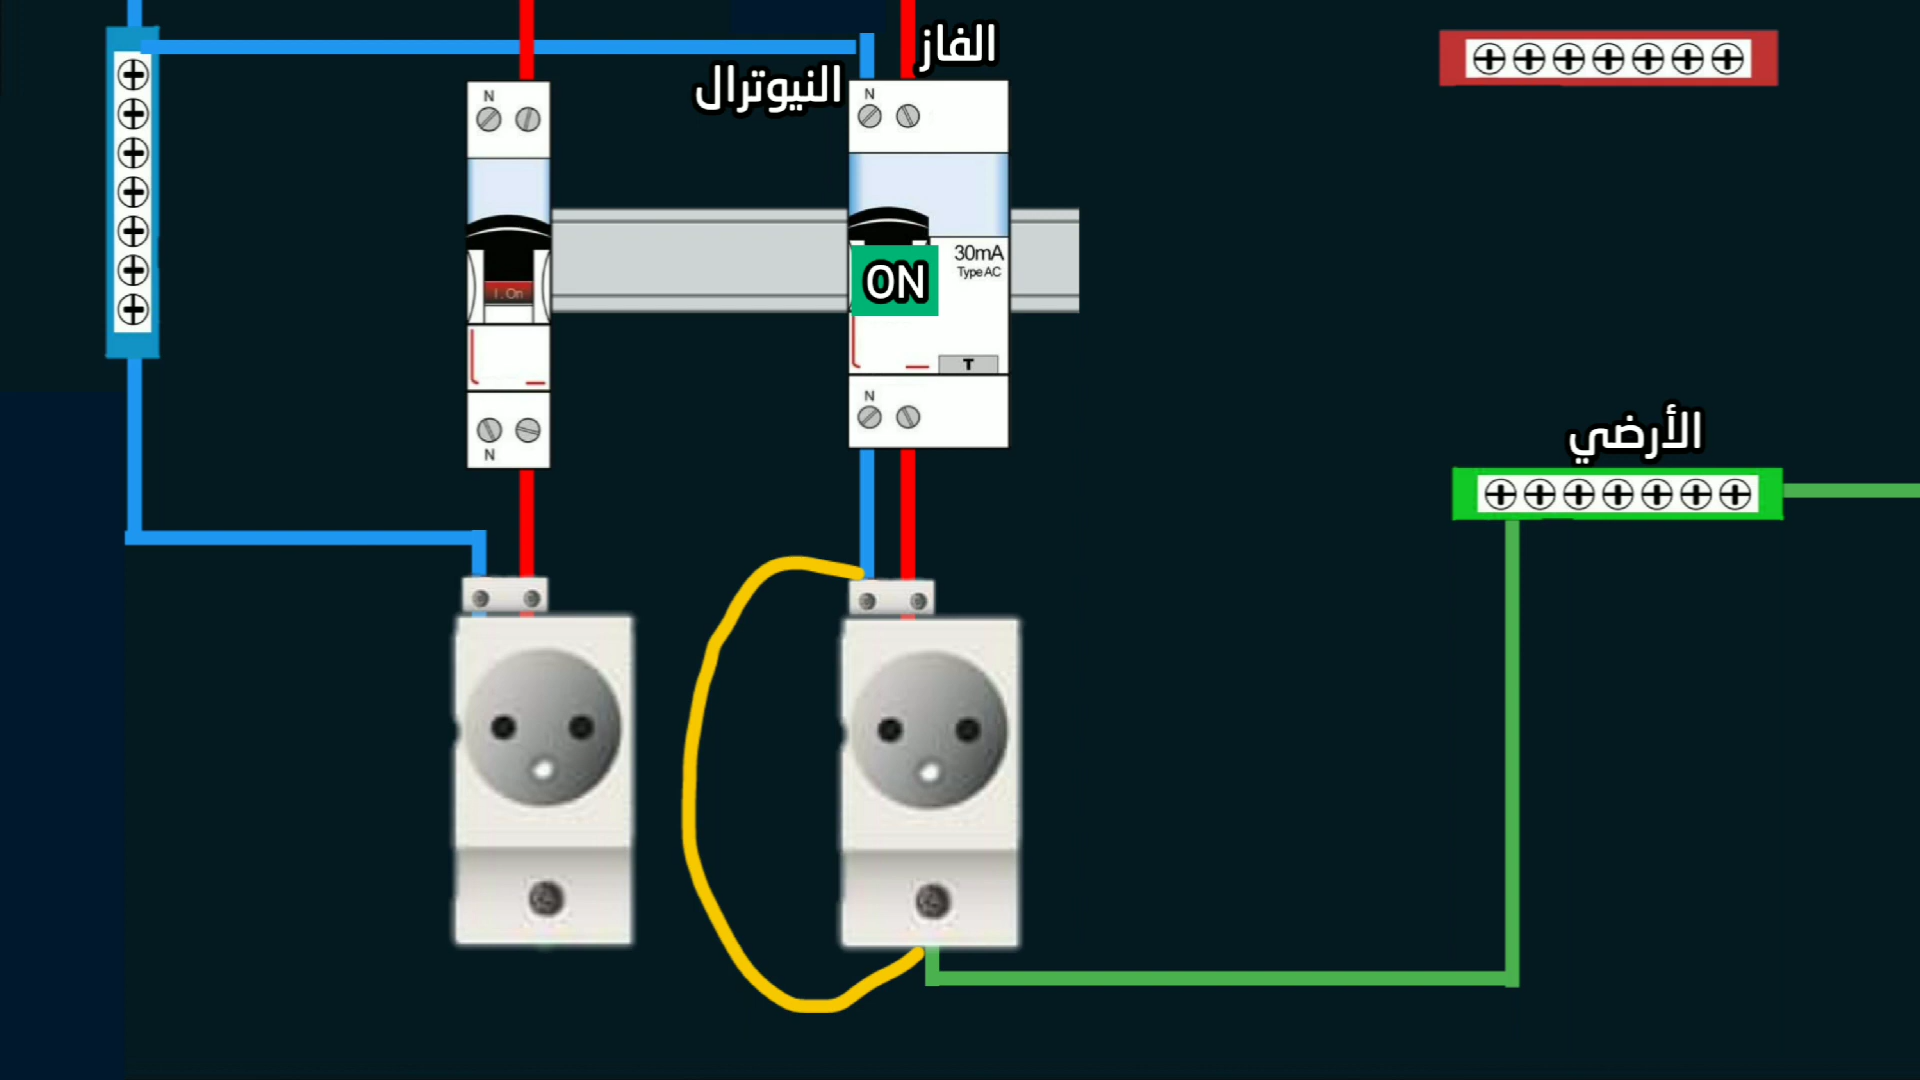 الفاز
النيوترال
N
N
I.On
ON
30mA
Type AC
T
N
N
الأرضي